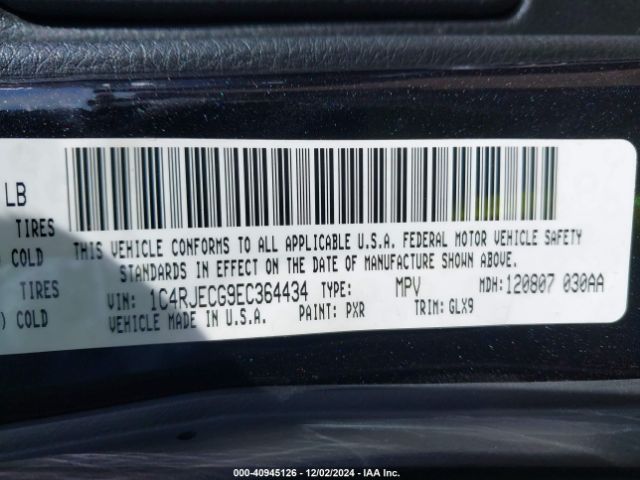 LB
TIRES
COLD
TIRES
) COLD
THIS VEHICLE CONFORMS TO ALL APPLICABLE U.S.A. FEDERAL MOTOR VEHICLE SAFETY
STANDARDS IN EFFECT ON THE DATE OF MANUFACTURE SHOWN ABOVE.
VIN: 1C4RJECG9EC364434 TYPE: MPV MDH: 120807 030AA
VEHICLE MADE IN U.S.A. PAINT: PXR TRIM: GLX9
000-40945126 - 12/02/2024 - IAA Inc.